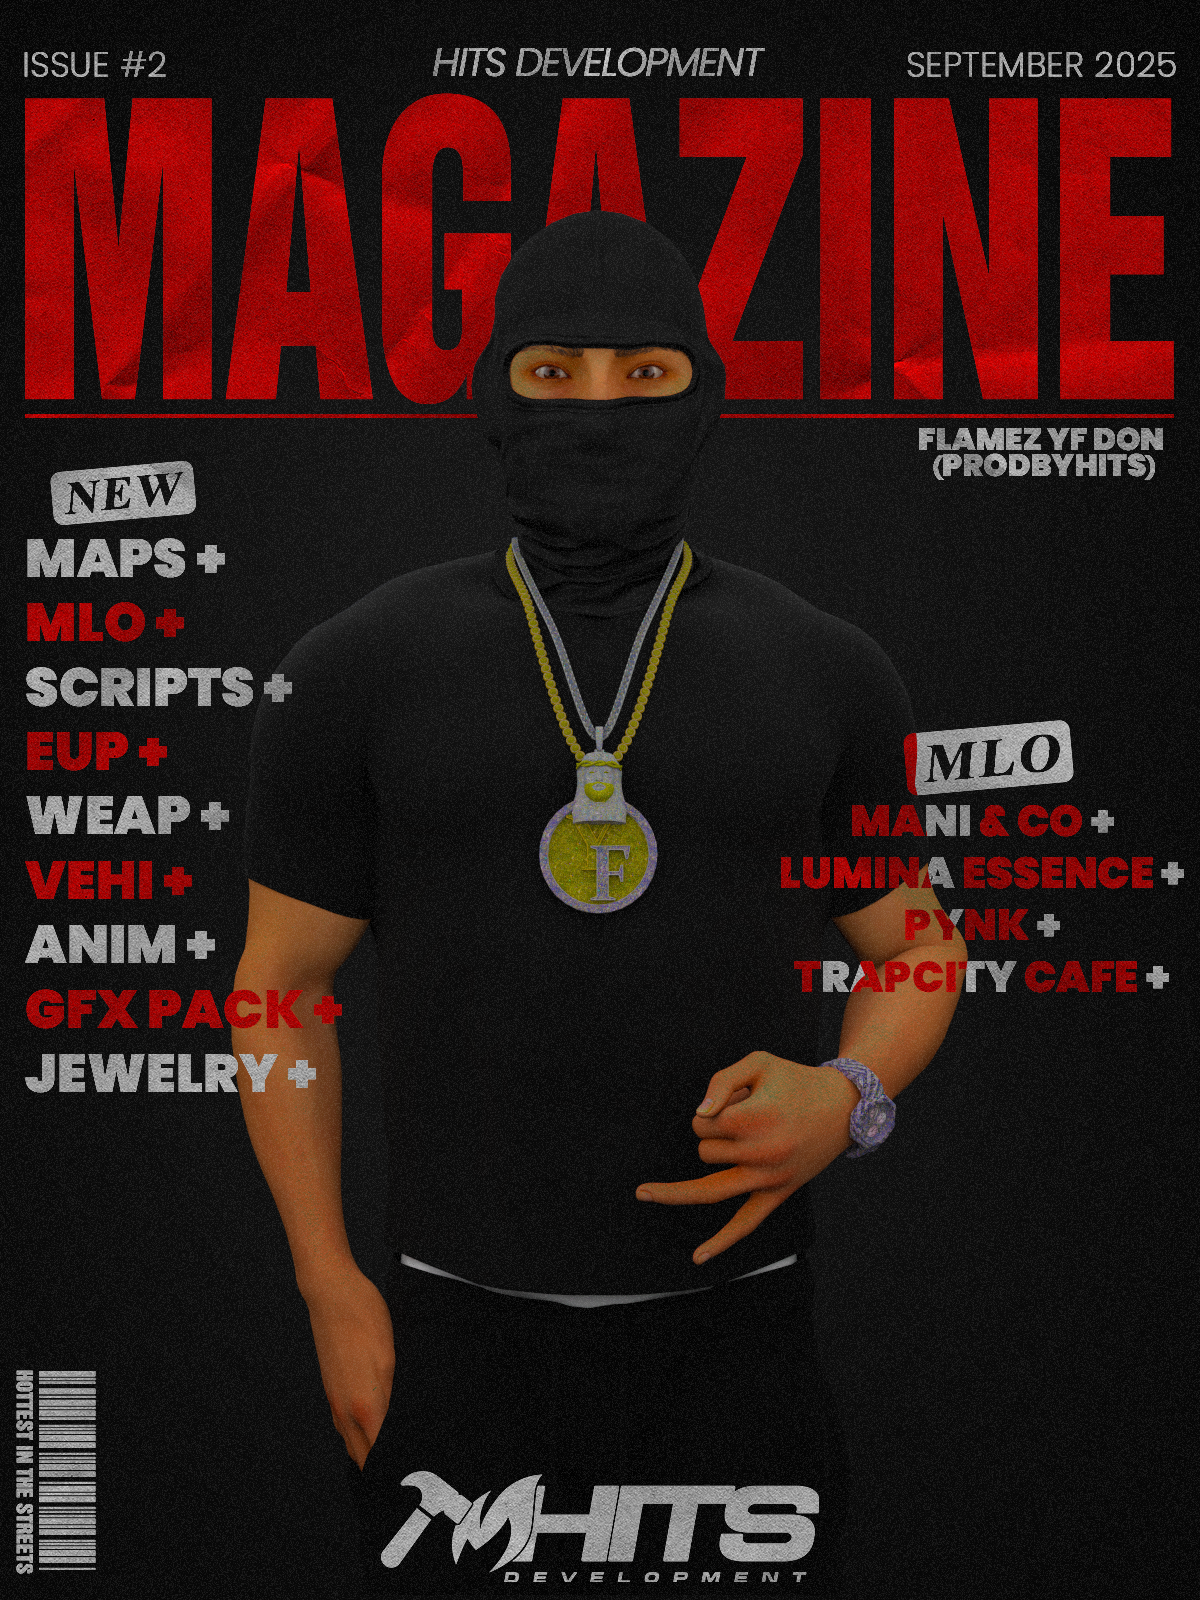 ISSUE #2
HITS DEVELOPMENT
SEPTEMBER 2025
MAGAZINE
FLAMEZ YF DON
(PRODBYHITS)
NEW
MAPS +
MLO +
SCRIPTS +
EUP +
WEAP +
VEHI +
ANIM +
GFX PACK +
JEWELRY +
MLO
MANI & CO +
LUMINA ESSENCE +
PYNK +
TRAPCITY CAFE +
F
HOTTEST IN THE STREETS
HITS
DEVELOPMENT